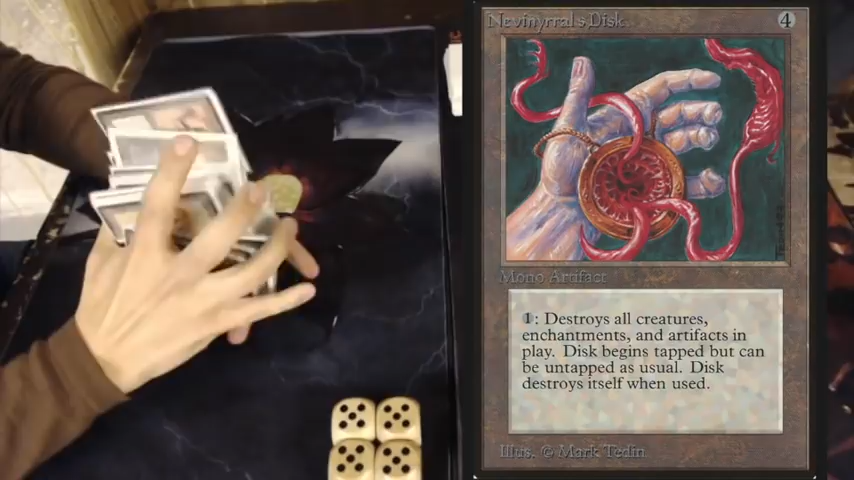 Nevinyrral's Disk
4
Mono Artifact
1: Destroys all creatures,
enchantments, and artifacts in
play. Disk begins tapped but can
be untapped as usual. Disk
destroys itself when used.
Illus. © Mark Tedin